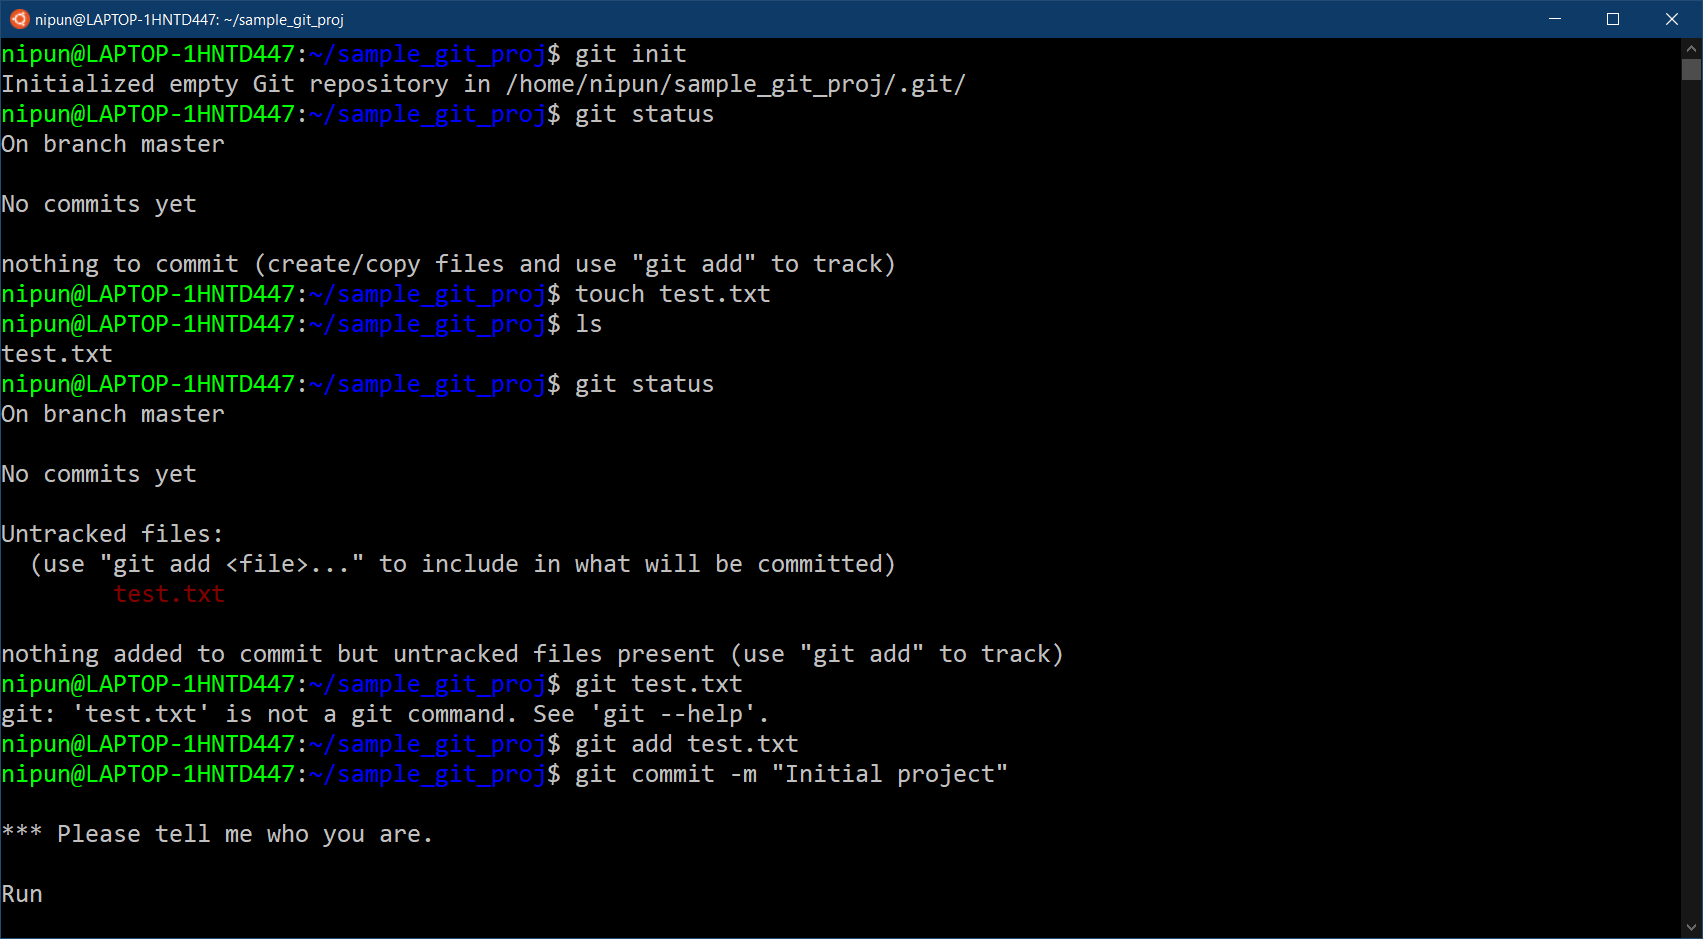 nipun@LAPTOP-1HNTD447: ~/sample_git_proj
nipun@LAPTOP-1HNTD447:~/sample_git_proj$ git init
Initialized empty Git repository in /home/nipun/sample_git_proj/.git/
nipun@LAPTOP-1HNTD447:~/sample_git_proj$ git status
On branch master
No commits yet
nothing to commit (create/copy files and use "git add" to track)
nipun@LAPTOP-1HNTD447:~/sample_git_proj$ touch test.txt
nipun@LAPTOP-1HNTD447:~/sample_git_proj$ ls
test.txt
nipun@LAPTOP-1HNTD447:~/sample_git_proj$ git status
On branch master
No commits yet
Untracked files:
  (use "git add <file>..." to include in what will be committed)
        test.txt
nothing added to commit but untracked files present (use "git add" to track)
nipun@LAPTOP-1HNTD447:~/sample_git_proj$ git test.txt
git: 'test.txt' is not a git command. See 'git --help'.
nipun@LAPTOP-1HNTD447:~/sample_git_proj$ git add test.txt
nipun@LAPTOP-1HNTD447:~/sample_git_proj$ git commit -m "Initial project"
*** Please tell me who you are.
Run